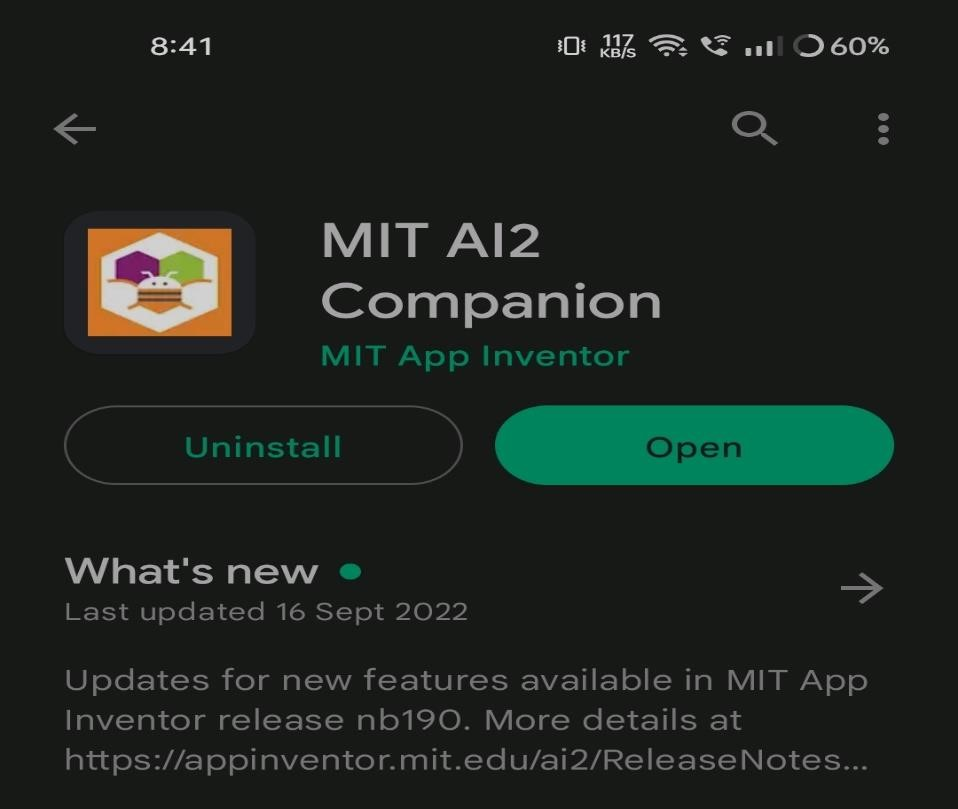 8:41
117
KB/S
60%
MIT AI2
Companion
MIT App Inventor
Uninstall
Open
What's new
Last updated 16 Sept 2022
Updates for new features available in MIT App
Inventor release nb190. More details at
https://appinventor.mit.edu/ai2/ReleaseNotes...